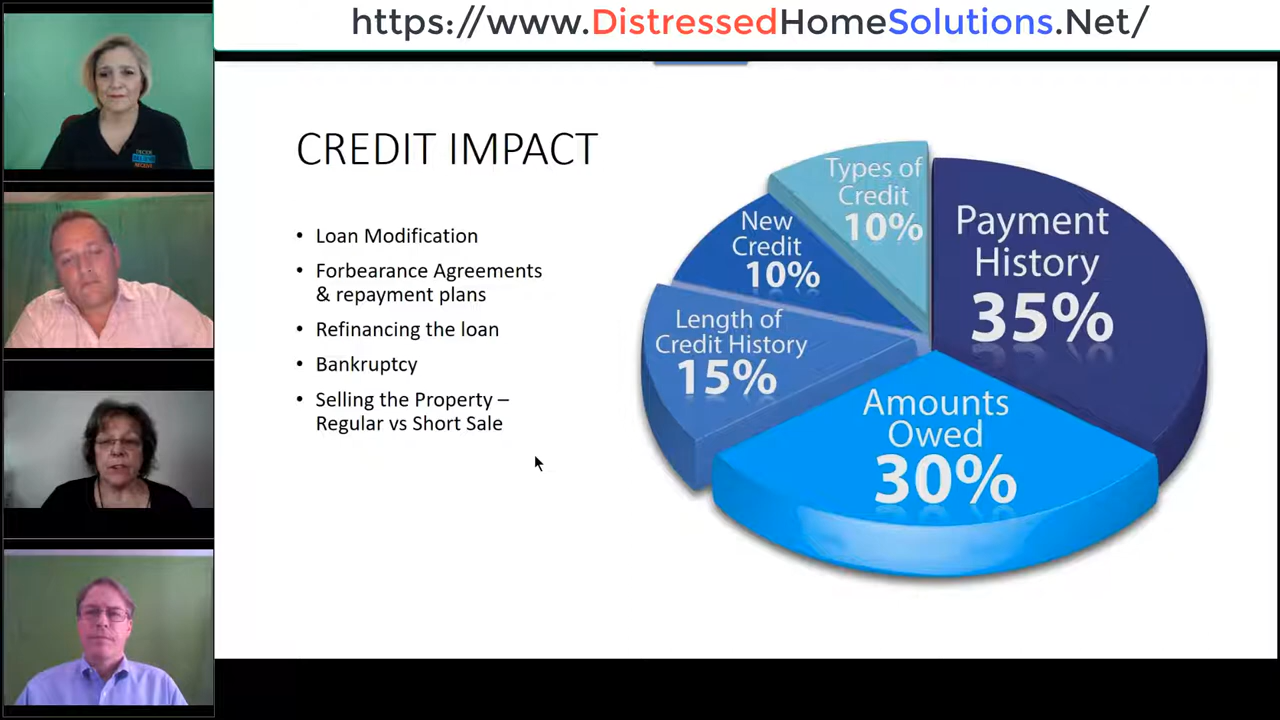 https://www.DistressedHomeSolutions.Net/
CREDIT IMPACT
• Loan Modification
• Forbearance Agreements
& repayment plans
• Refinancing the loan
• Bankruptcy
• Selling the Property –
Regular vs Short Sale
Types of
Credit
10%
Payment
History
35%
New
Credit
10%
Length of
Credit History
15%
Amounts
Owed
30%